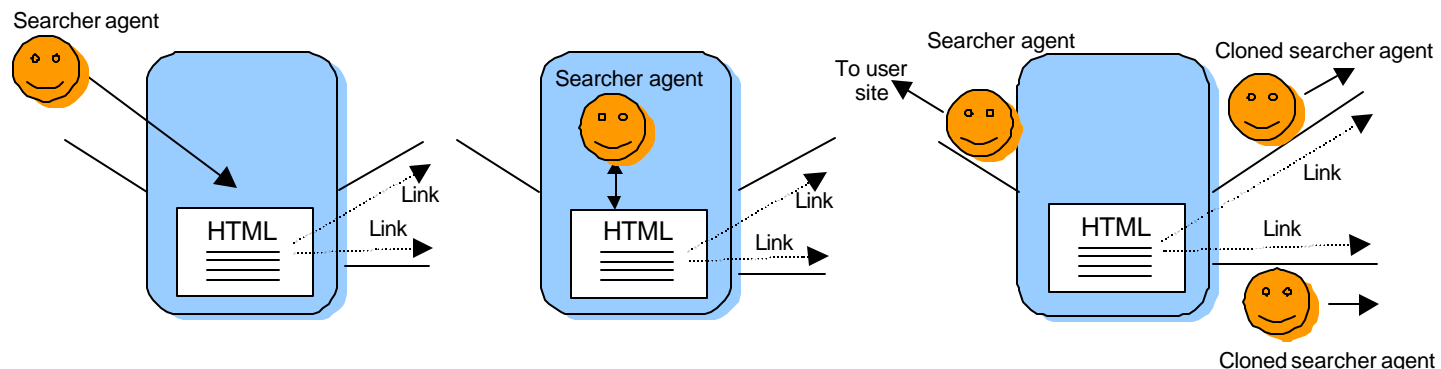 Searcher agent
HTML
Link
Link
Searcher agent
HTML
Link
Link
Searcher agent
To user
site
Cloned searcher agent
HTML
Link
Link
Cloned searcher agent